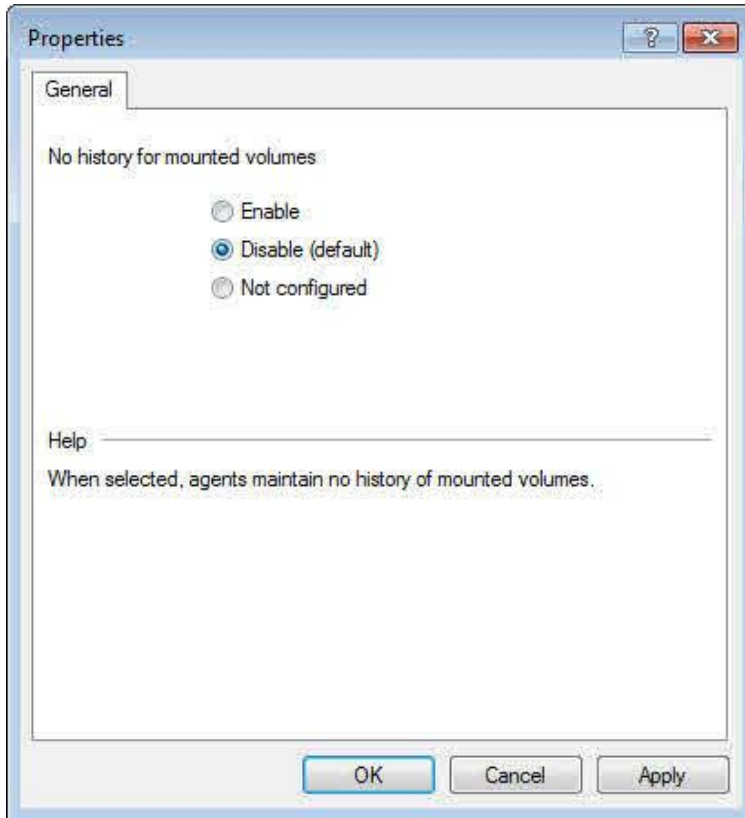 Properties
?
General
No history for mounted volumes
Enable
Disable (default)
Not configured
Help
When selected, agents maintain no history of mounted volumes.
OK Cancel Apply